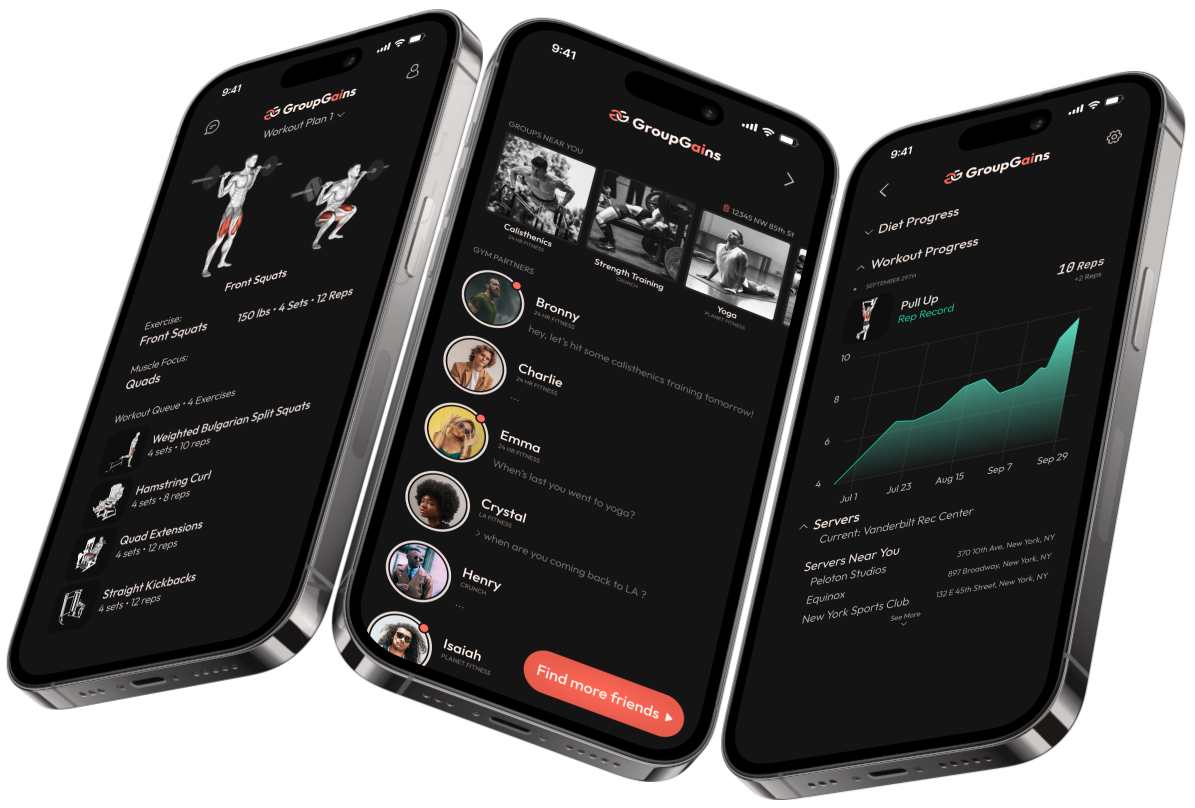 9:41
GroupGains
Workout Plan 1
Front Squats
Exercise:
Front Squats
150 lbs • 4 Sets • 12 Reps
Muscle Focus:
Quads
Workout Queue • 4 Exercises
Weighted Bulgarian Split Squats
4 sets • 10 reps
Hamstring Curl
4 sets • 8 reps
Quad Extensions
4 sets • 12 reps
Straight Kickbacks
4 sets • 12 reps
9:41
GroupGains
GROUPS NEAR YOU
12345 NW 85th St
Calisthenics
24 HR FITNESS
Strength Training
CRUNCH
Yoga
PLANET FITNESS
GYM PARTNERS
Bronny
24 HR FITNESS
hey, let's hit some calisthenics training tomorrow!
Charlie
24 HR FITNESS
...
Emma
24 HR FITNESS
When's last you went to yoga?
Crystal
LA FITNESS
> when are you coming back to LA ?
Henry
CRUNCH
...
Isaiah
PLANET FITNESS
Find more friends
9:41
GroupGains
Diet Progress
Workout Progress
SEPTEMBER 29TH
10 Reps
+2 Reps
Pull Up
Rep Record
10
8
6
4
Jul 1
Jul 23
Aug 15
Sep 7
Sep 29
Servers
Current: Vanderbilt Rec Center
Servers Near You
Peloton Studios
370 10th Ave, New York, NY
Equinox
897 Broadway, New York, NY
New York Sports Club
132 E 45th Street, New York, NY
See More